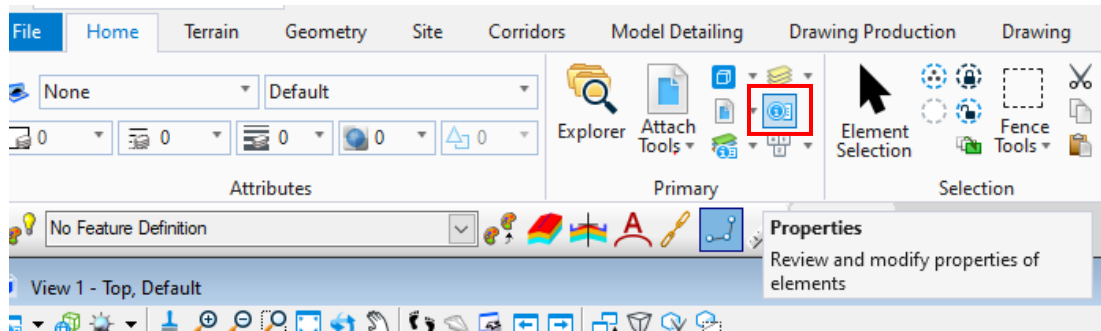 File Home Terrain Geometry Site Corridors Model Detailing Drawing Production Drawing
None Default
Explorer Attach Tools Element Selection Fence Tools
0 0 0 0 0
Attributes Primary Selection
No Feature Definition
Properties
Review and modify properties of
elements
View 1 - Top, Default